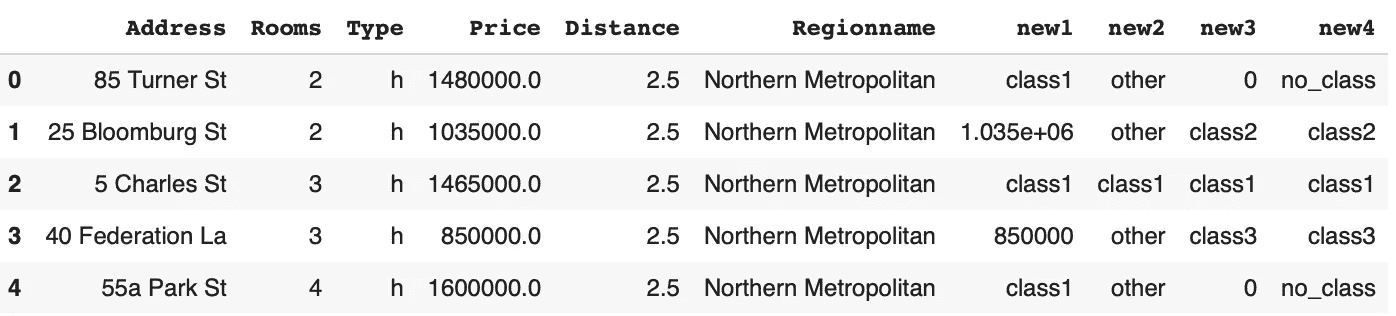 Address Rooms Type Price Distance Regionname new1 new2 new3 new4
0 85 Turner St 2 h 1480000.0 2.5 Northern Metropolitan class1 other 0 no_class
1 25 Bloomburg St 2 h 1035000.0 2.5 Northern Metropolitan 1.035e+06 other class2 class2
2 5 Charles St 3 h 1465000.0 2.5 Northern Metropolitan class1 class1 class1 class1
3 40 Federation La 3 h 850000.0 2.5 Northern Metropolitan 850000 other class3 class3
4 55a Park St 4 h 1600000.0 2.5 Northern Metropolitan class1 other 0 no_class